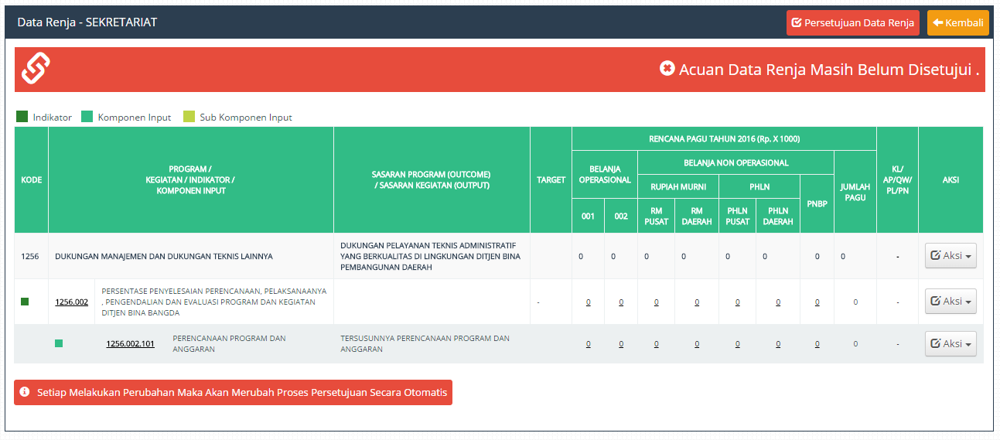 Data Renja - SEKRETARIAT
Persetujuan Data Renja
Kembali
Acuan Data Renja Masih Belum Disetujui .
Indikator
Komponen Input
Sub Komponen Input
KODE
PROGRAM /
KEGIATAN / INDIKATOR /
KOMPONEN INPUT
SASARAN PROGRAM (OUTCOME)
/ SASARAN KEGIATAN (OUTPUT)
TARGET
RENCANA PAGU TAHUN 2016 (Rp. X 1000)
BELANJA
OPERASIONAL
BELANJA NON OPERASIONAL
JUMLAH
PAGU
RUPIAH MURNI
PHLN
PNBP
001
002
RM
PUSAT
RM
DAERAH
PHLN
PUSAT
PHLN
DAERAH
KL/
AP/QW/
PL/PN
AKSI
1256
DUKUNGAN MANAJEMEN DAN DUKUNGAN TEKNIS LAINNYA
DUKUNGAN PELAYANAN TEKNIS ADMINISTRATIF
YANG BERKUALITAS DI LINGKUNGAN DITJEN BINA
PEMBANGUNAN DAERAH
0 0 0 0 0 0 0 0 -
Aksi
1256.002
PERSENTASE PENYELESAIAN PERENCANAAN, PELAKSANAANYA
, PENGENDALIAN DAN EVALUASI PROGRAM DAN KEGIATAN
DITJEN BINA BANGDA
- 0 0 0 0 0 0 0 0 -
Aksi
1256.002.101
PERENCANAAN PROGRAM DAN
ANGGARAN
TERSUSUNNYA PERENCANAAN PROGRAM DAN
ANGGARAN
0 0 0 0 0 0 0 0 -
Aksi
Setiap Melakukan Perubahan Maka Akan Merubah Proses Persetujuan Secara Otomatis